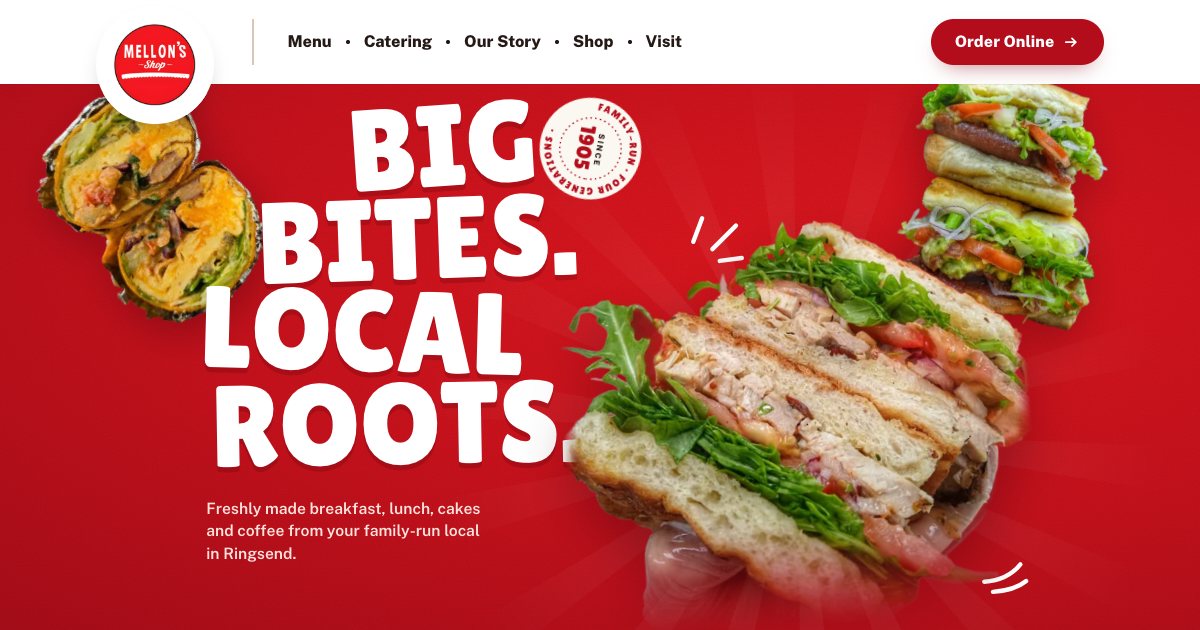 MELLON'S
Shop
Menu • Catering • Our Story • Shop • Visit
Order Online →
BIG
BITES.
LOCAL
ROOTS.
FAMILY-RUN • FOUR GENERATIONS •
SINCE
1905
Freshly made breakfast, lunch, cakes
and coffee from your family-run local
in Ringsend.